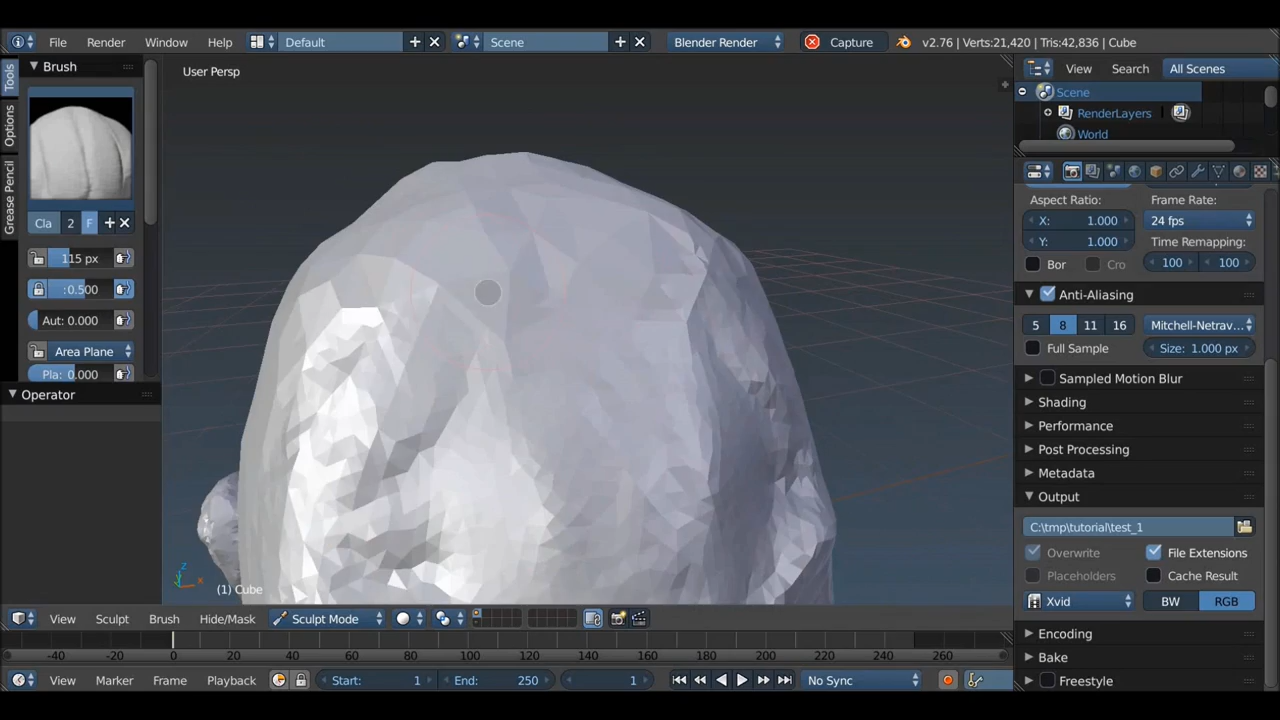 File Render Window Help Default Scene Blender Render Capture v2.76 | Verts:21,420 | Tris:42,836 | Cube
Tools
Options
Grease Pencil
Brush
Cla 2 F
115 px
:0.500
Aut: 0.000
Area Plane
Pla: 0.000
Operator
User Persp
(1) Cube
View Sculpt Brush Hide/Mask Sculpt Mode
-40 -20 0 20 40 60 80 100 120 140 160 180 200 220 240 260
View Marker Frame Playback Start: 1 End: 250 1 No Sync
View Search All Scenes
Scene
RenderLayers
World
Aspect Ratio: Frame Rate:
X: 1.000 24 fps
Y: 1.000 Time Remapping:
Bor Cro 100 100
Anti-Aliasing
5 8 11 16 Mitchell-Netrav...
Full Sample Size: 1.000 px
Sampled Motion Blur
Shading
Performance
Post Processing
Metadata
Output
C:\tmp\tutorial\test_1
Overwrite File Extensions
Placeholders Cache Result
Xvid BW RGB
Encoding
Bake
Freestyle